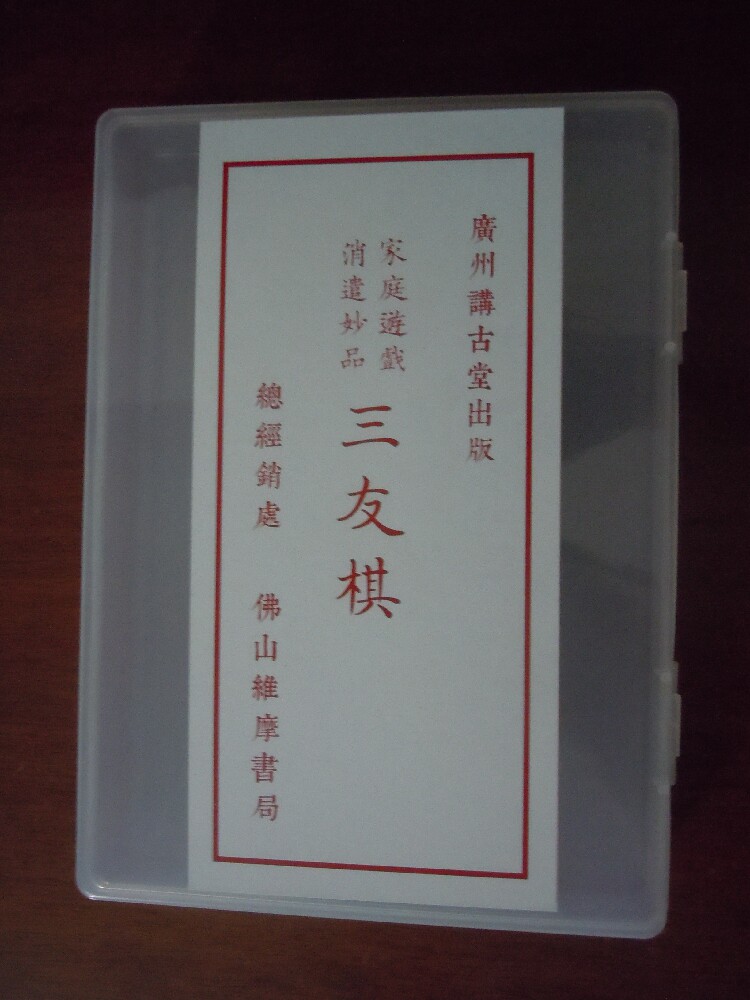 廣州講古堂出版
家庭遊戲
消遣妙品
三友棋
總經銷處 佛山維摩書局